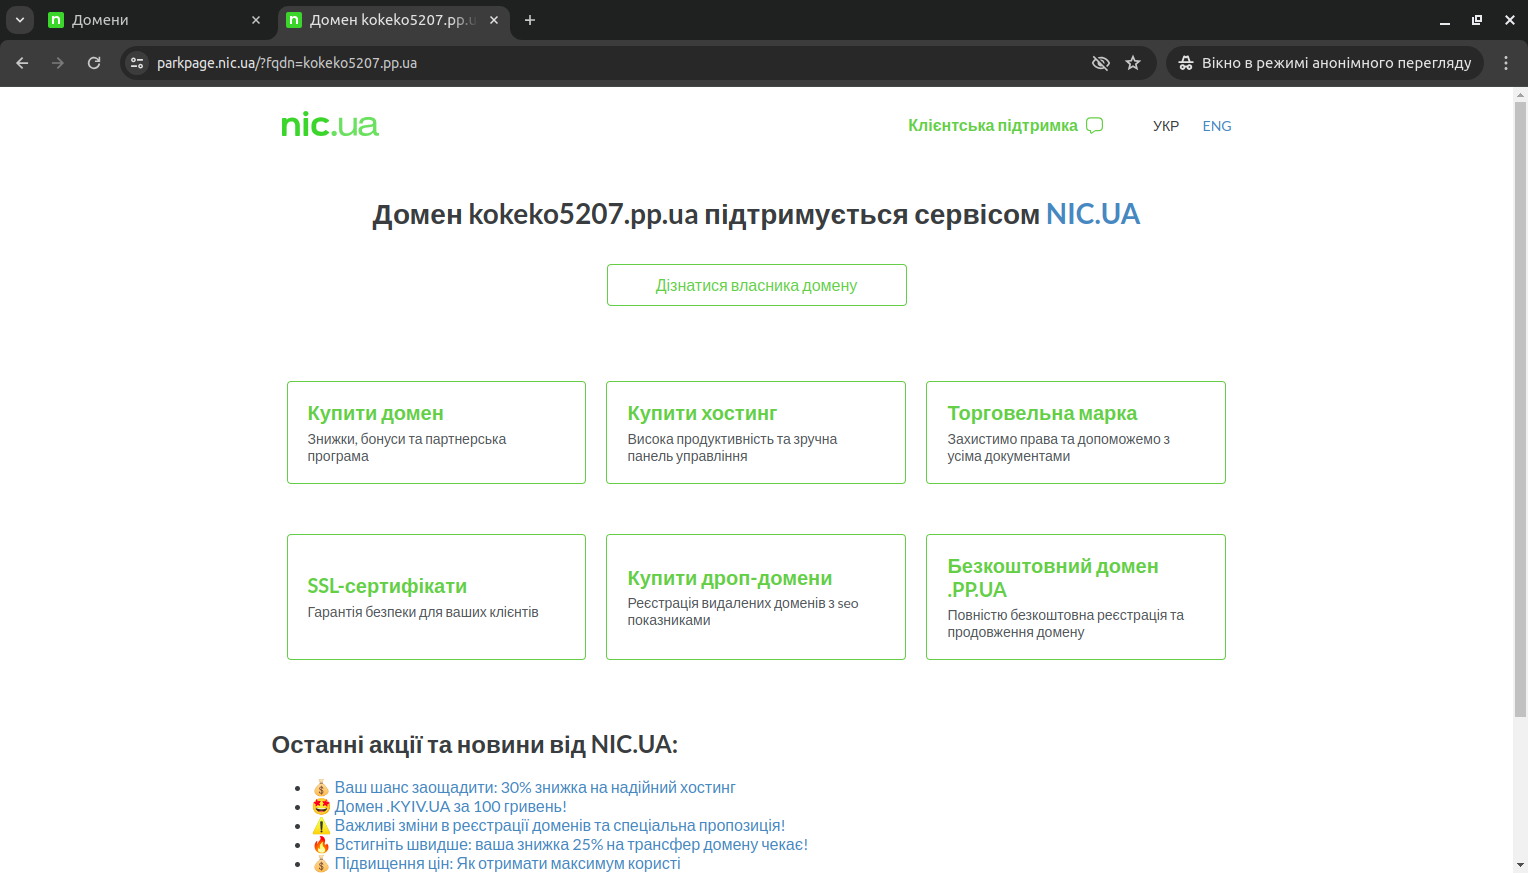 Домени
Домен kokeko5207.pp.u
parkpage.nic.ua/?fqdn=kokeko5207.pp.ua
Вікно в режимі анонімного перегляду
nic.ua
Клієнтська підтримка
УКР
ENG
Домен kokeko5207.pp.ua підтримується сервісом NIC.UA
Дізнатися власника домену
Купити домен
Знижки, бонуси та партнерська
програма
Купити хостинг
Висока продуктивність та зручна
панель управління
Торговельна марка
Захистимо права та допоможемо з
усіма документами
SSL-сертифікати
Гарантія безпеки для ваших клієнтів
Купити дроп-домени
Реєстрація видалених доменів з seo
показниками
Безкоштовний домен
.PP.UA
Повністю безкоштовна реєстрація та
продовження домену
Останні акції та новини від NIC.UA:
💰 Ваш шанс заощадити: 30% знижка на надійний хостинг
🤩 Домен .KYIV.UA за 100 гривень!
⚠️ Важливі зміни в реєстрації доменів та спеціальна пропозиція!
🔥 Встигніть швидше: ваша знижка 25% на трансфер домену чекає!
💰 Підвищення цін: Як отримати максимум користі